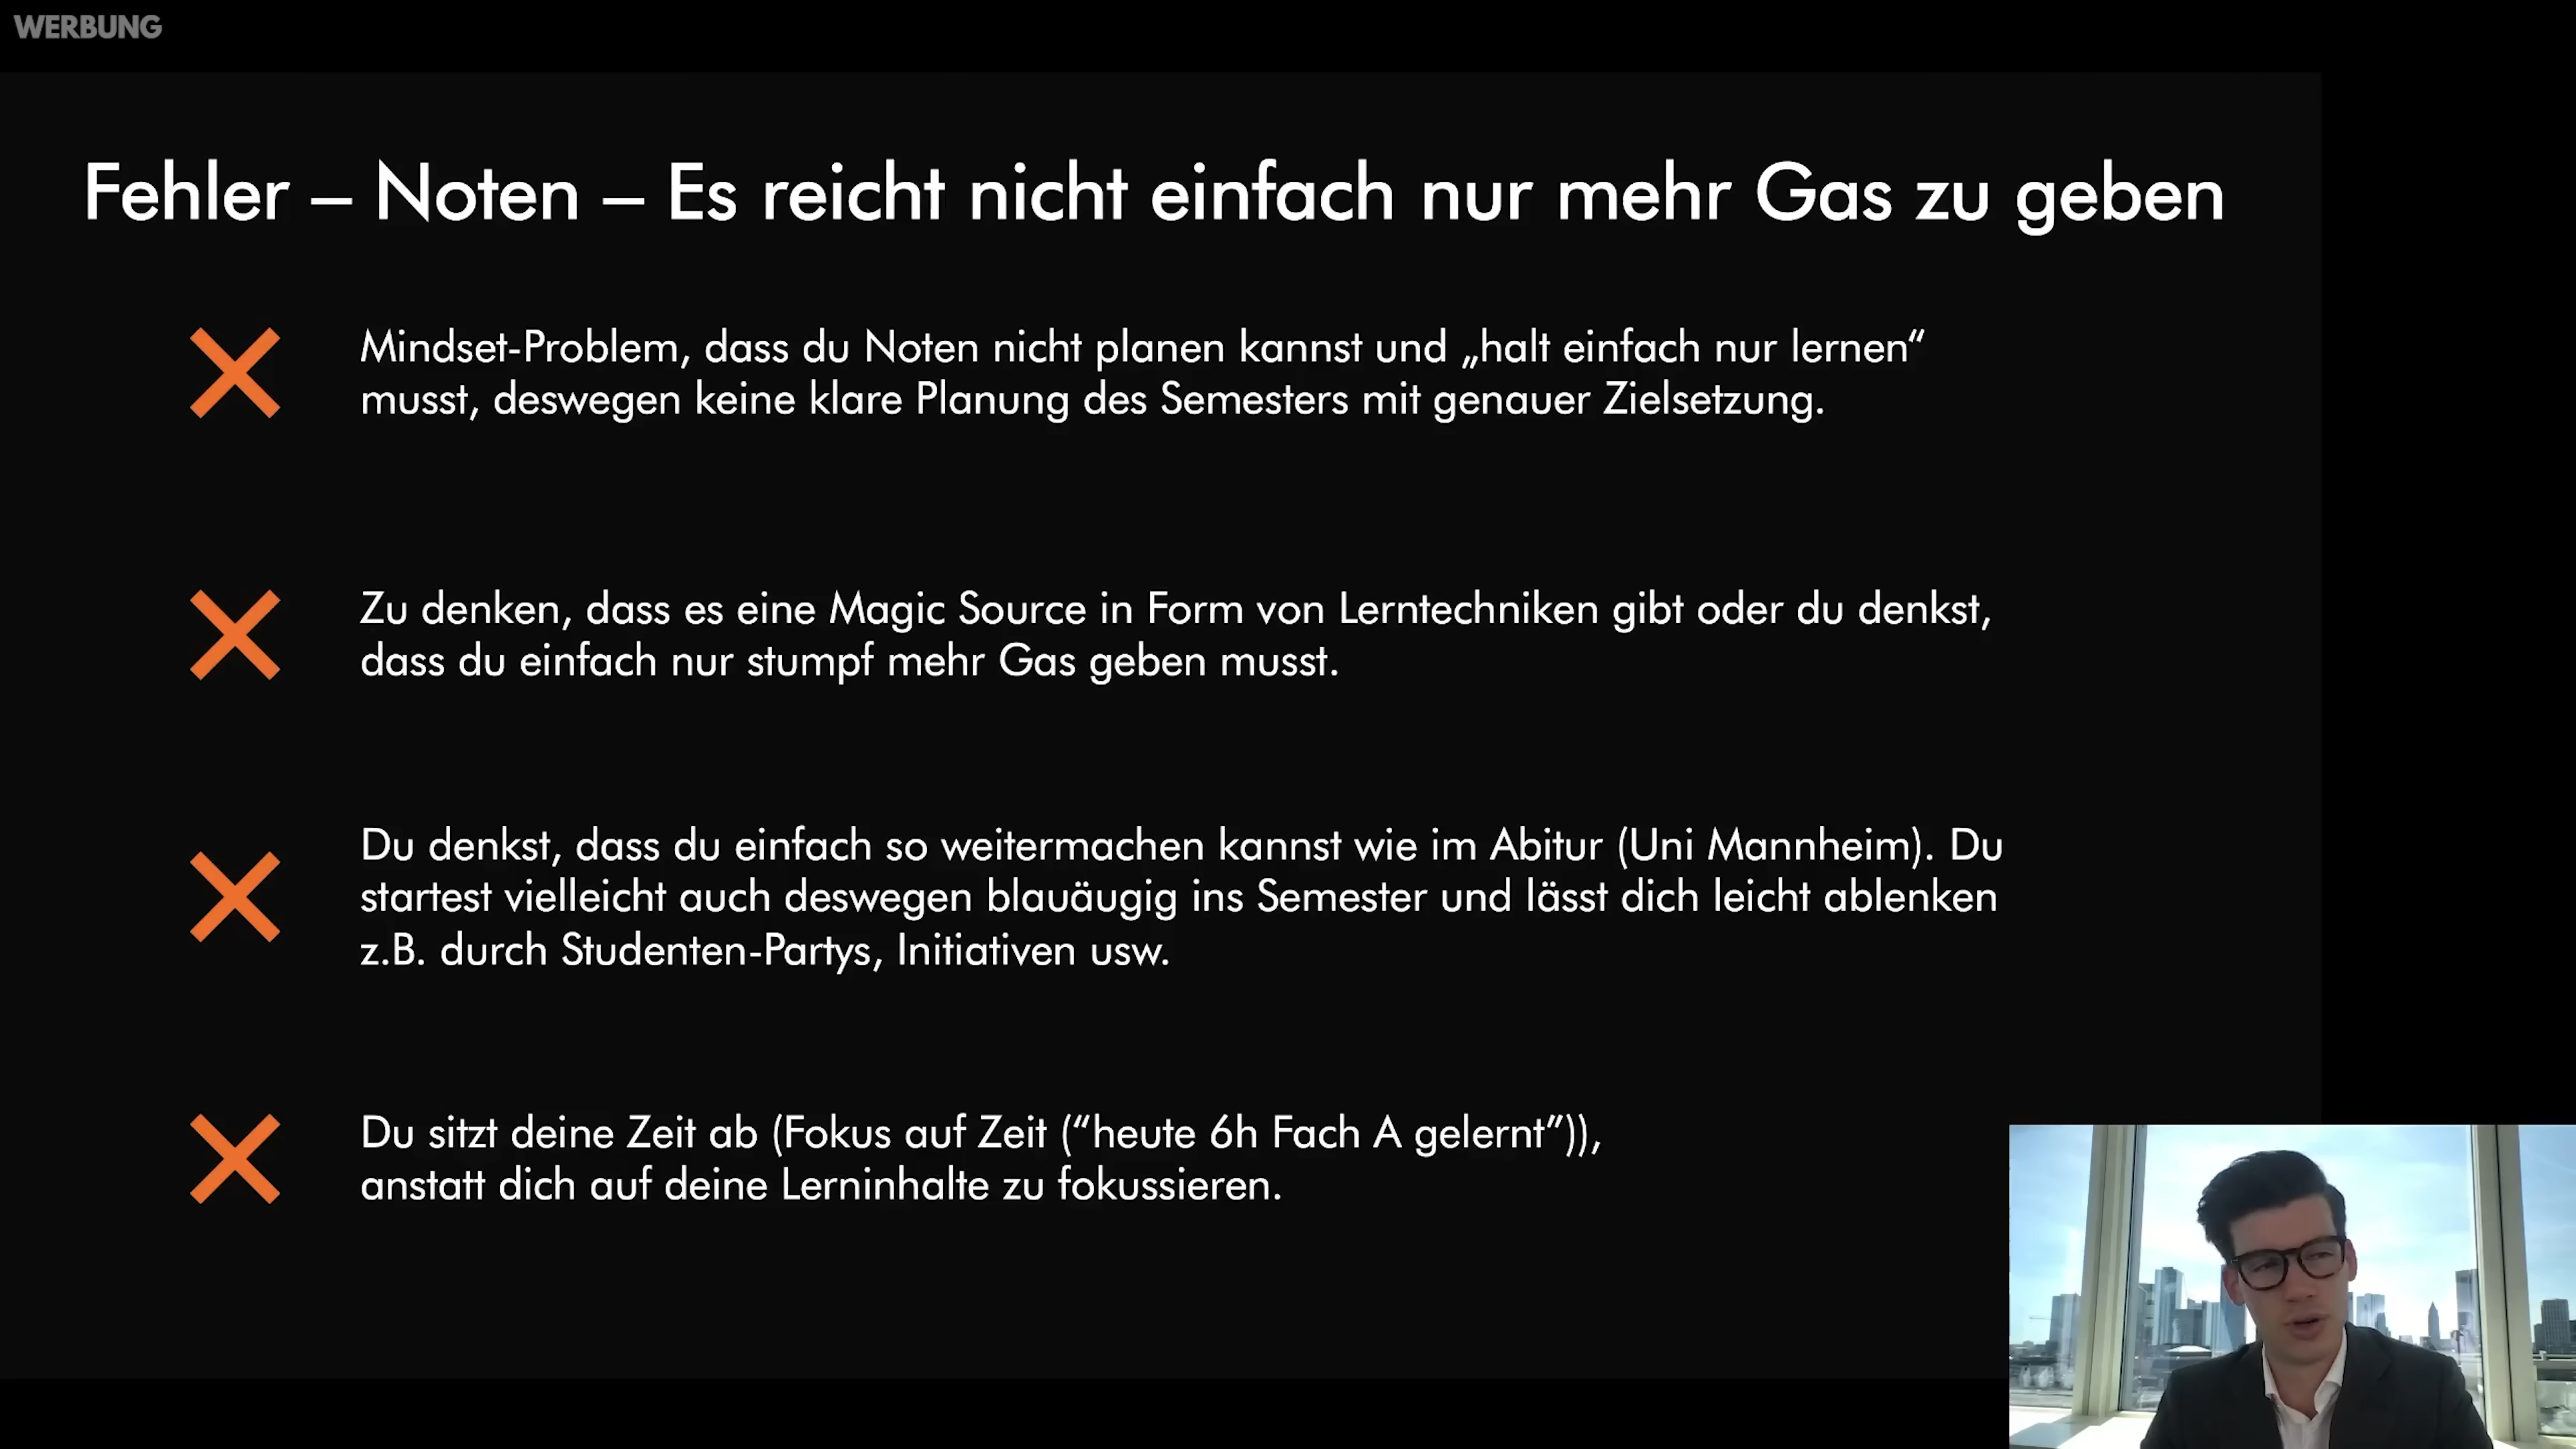 WERBUNG
Fehler – Noten – Es reicht nicht einfach nur mehr Gas zu geben
Mindset-Problem, dass du Noten nicht planen kannst und „halt einfach nur lernen“
musst, deswegen keine klare Planung des Semesters mit genauer Zielsetzung.
Zu denken, dass es eine Magic Source in Form von Lerntechniken gibt oder du denkst,
dass du einfach nur stumpf mehr Gas geben musst.
Du denkst, dass du einfach so weitermachen kannst wie im Abitur (Uni Mannheim). Du
startest vielleicht auch deswegen blauäugig ins Semester und lässt dich leicht ablenken
z.B. durch Studenten-Partys, Initiativen usw.
Du sitzt deine Zeit ab (Fokus auf Zeit (“heute 6h Fach A gelernt”)),
anstatt dich auf deine Lerninhalte zu fokussieren.